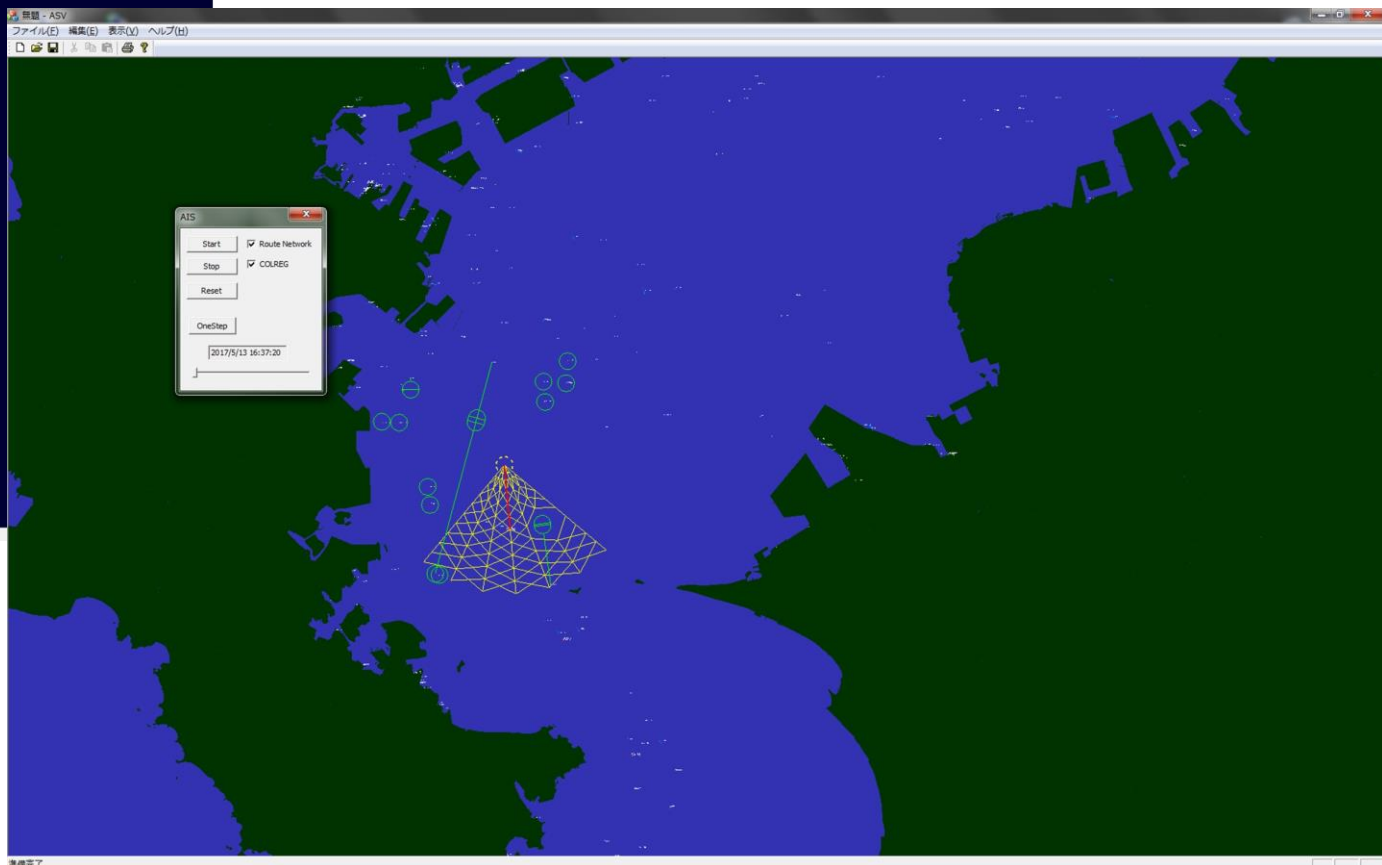 無題 - ASV
ファイル(F) 編集(E) 表示(V) ヘルプ(H)
AIS
Start
Route Network
Stop
COLREG
Reset
OneStep
2017/5/13 16:37:20
準備完了